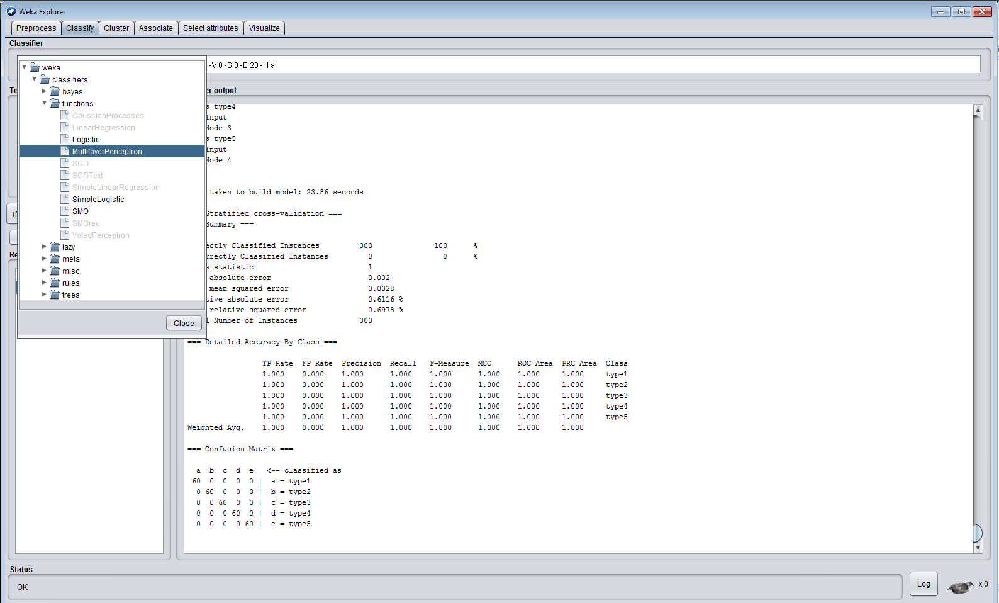 Weka Explorer
Preprocess Classify Cluster Associate Select attributes Visualize
Classifier
-V 0 -S 0 -E 20 -H a
weka
classifiers
bayes
functions
GaussianProcesses
LinearRegression
Logistic
MultilayerPerceptron
SGD
SGDText
SimpleLinearRegression
SimpleLogistic
SMO
SMOreg
VotedPerceptron
lazy
meta
misc
rules
trees
Close
Te
(N
Re
er output
s type4
Input
Node 3
s type5
Input
Node 4
taken to build model: 23.86 seconds
Stratified cross-validation ===
Summary ===
ectly Classified Instances 300 100 %
rrectly Classified Instances 0 0 %
a statistic 1
absolute error 0.002
mean squared error 0.0028
tive absolute error 0.6116 %
relative squared error 0.6978 %
l Number of Instances 300
=== Detailed Accuracy By Class ===
TP Rate FP Rate Precision Recall F-Measure MCC ROC Area PRC Area Class
1.000 0.000 1.000 1.000 1.000 1.000 1.000 1.000 type1
1.000 0.000 1.000 1.000 1.000 1.000 1.000 1.000 type2
1.000 0.000 1.000 1.000 1.000 1.000 1.000 1.000 type3
1.000 0.000 1.000 1.000 1.000 1.000 1.000 1.000 type4
1.000 0.000 1.000 1.000 1.000 1.000 1.000 1.000 type5
Weighted Avg. 1.000 0.000 1.000 1.000 1.000 1.000 1.000 1.000
=== Confusion Matrix ===
a b c d e <-- classified as
60 0 0 0 0 | a = type1
0 60 0 0 0 | b = type2
0 0 60 0 0 | c = type3
0 0 0 60 0 | d = type4
0 0 0 0 60 | e = type5
Status
OK
Log
x 0